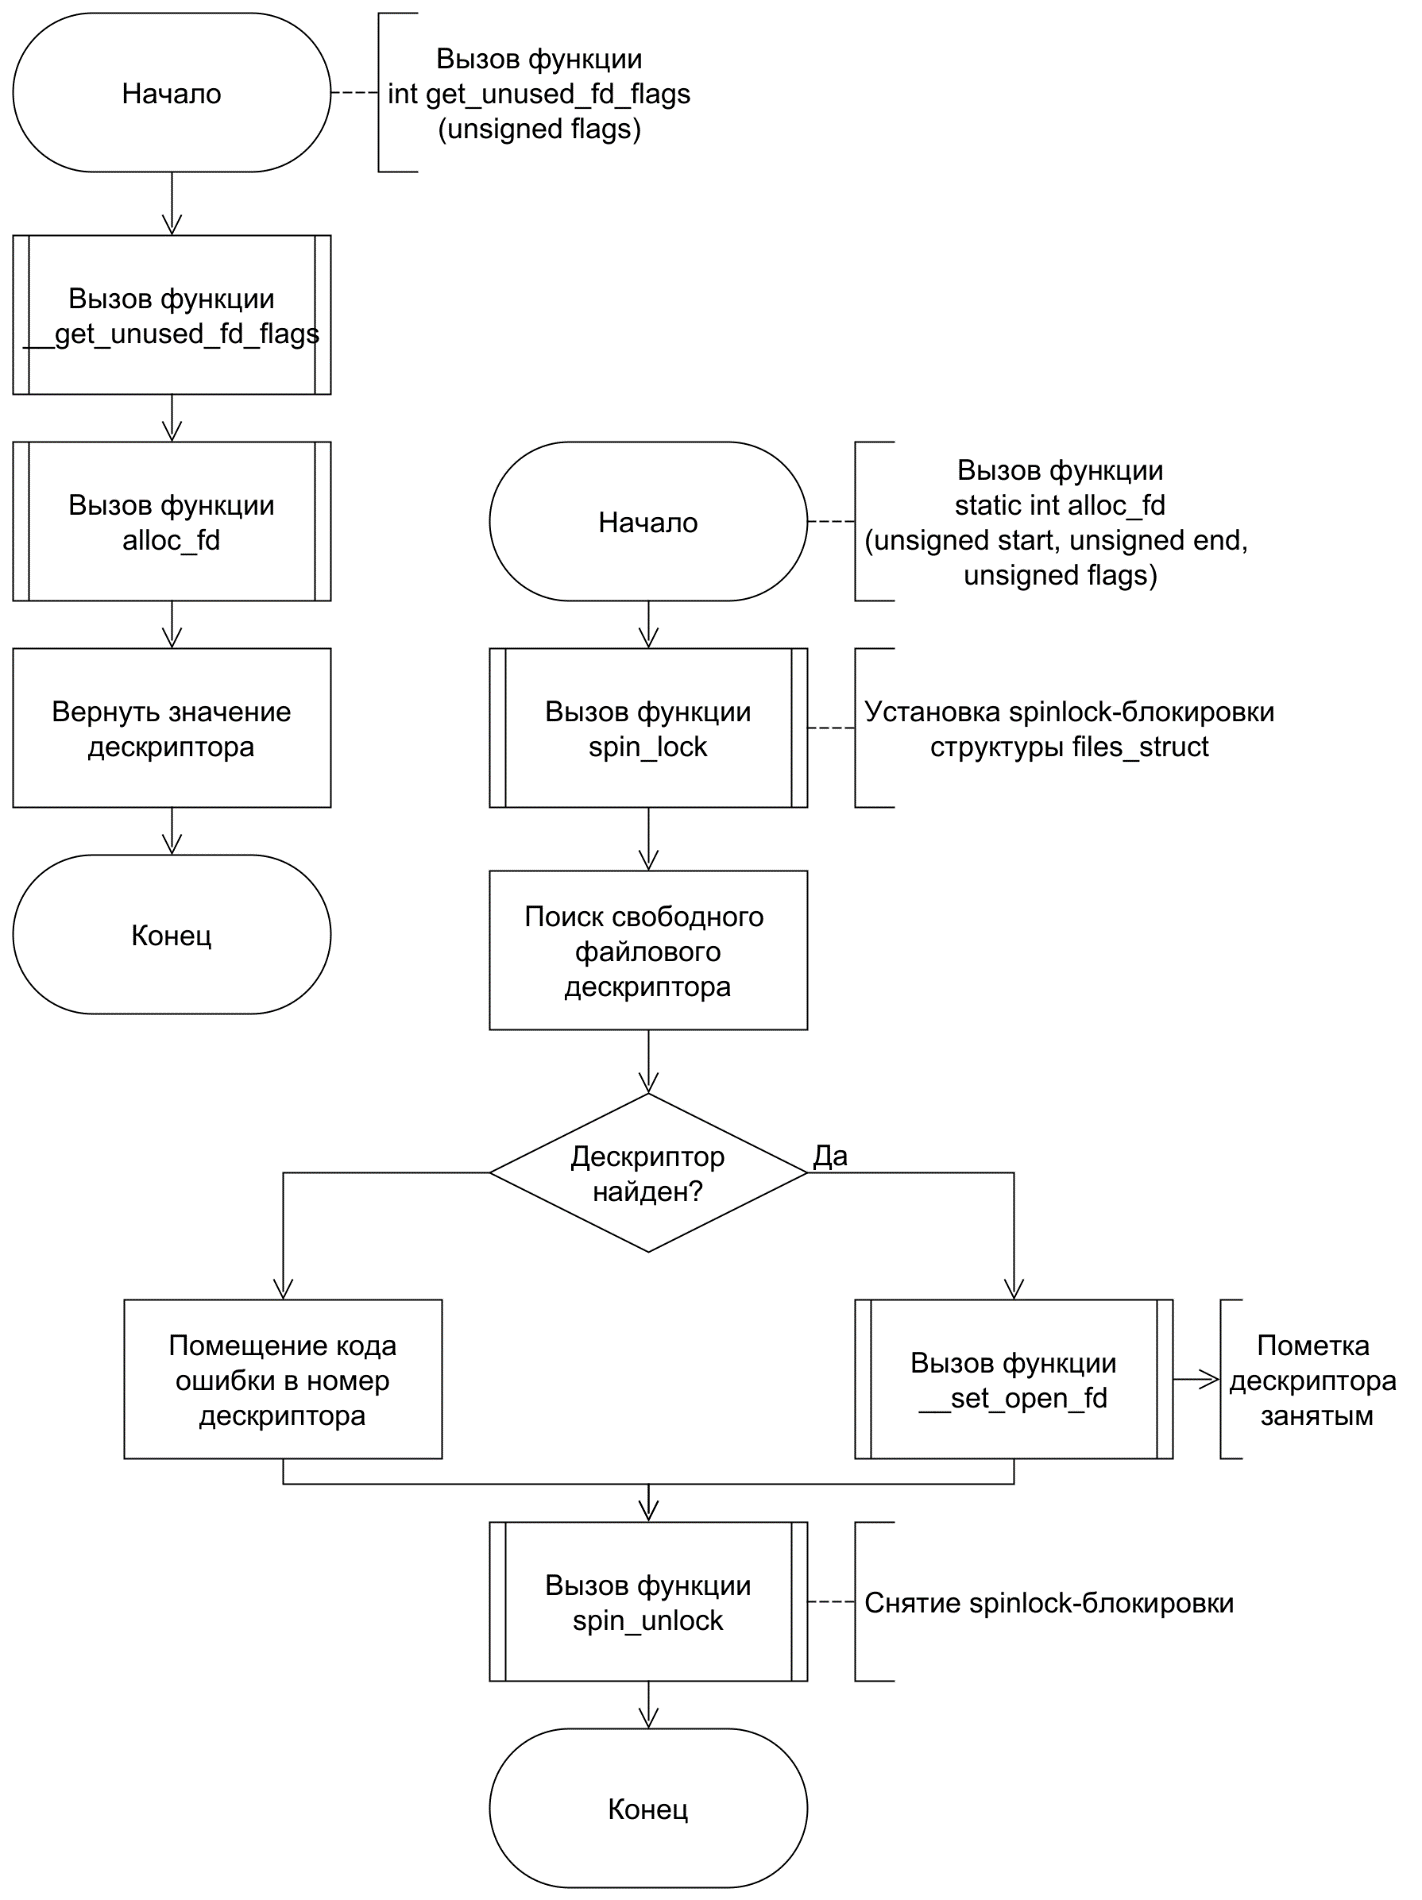 Начало
Вызов функции
int get_unused_fd_flags
(unsigned flags)
Вызов функции
__get_unused_fd_flags
Вызов функции
alloc_fd
Вернуть значение
дескриптора
Конец
Начало
Вызов функции
static int alloc_fd
(unsigned start, unsigned end,
unsigned flags)
Вызов функции
spin_lock
Установка spinlock-блокировки
структуры files_struct
Поиск свободного
файлового
дескриптора
Дескриптор
найден?
Да
Помещение кода
ошибки в номер
дескриптора
Вызов функции
__set_open_fd
Пометка
дескриптора
занятым
Вызов функции
spin_unlock
Снятие spinlock-блокировки
Конец